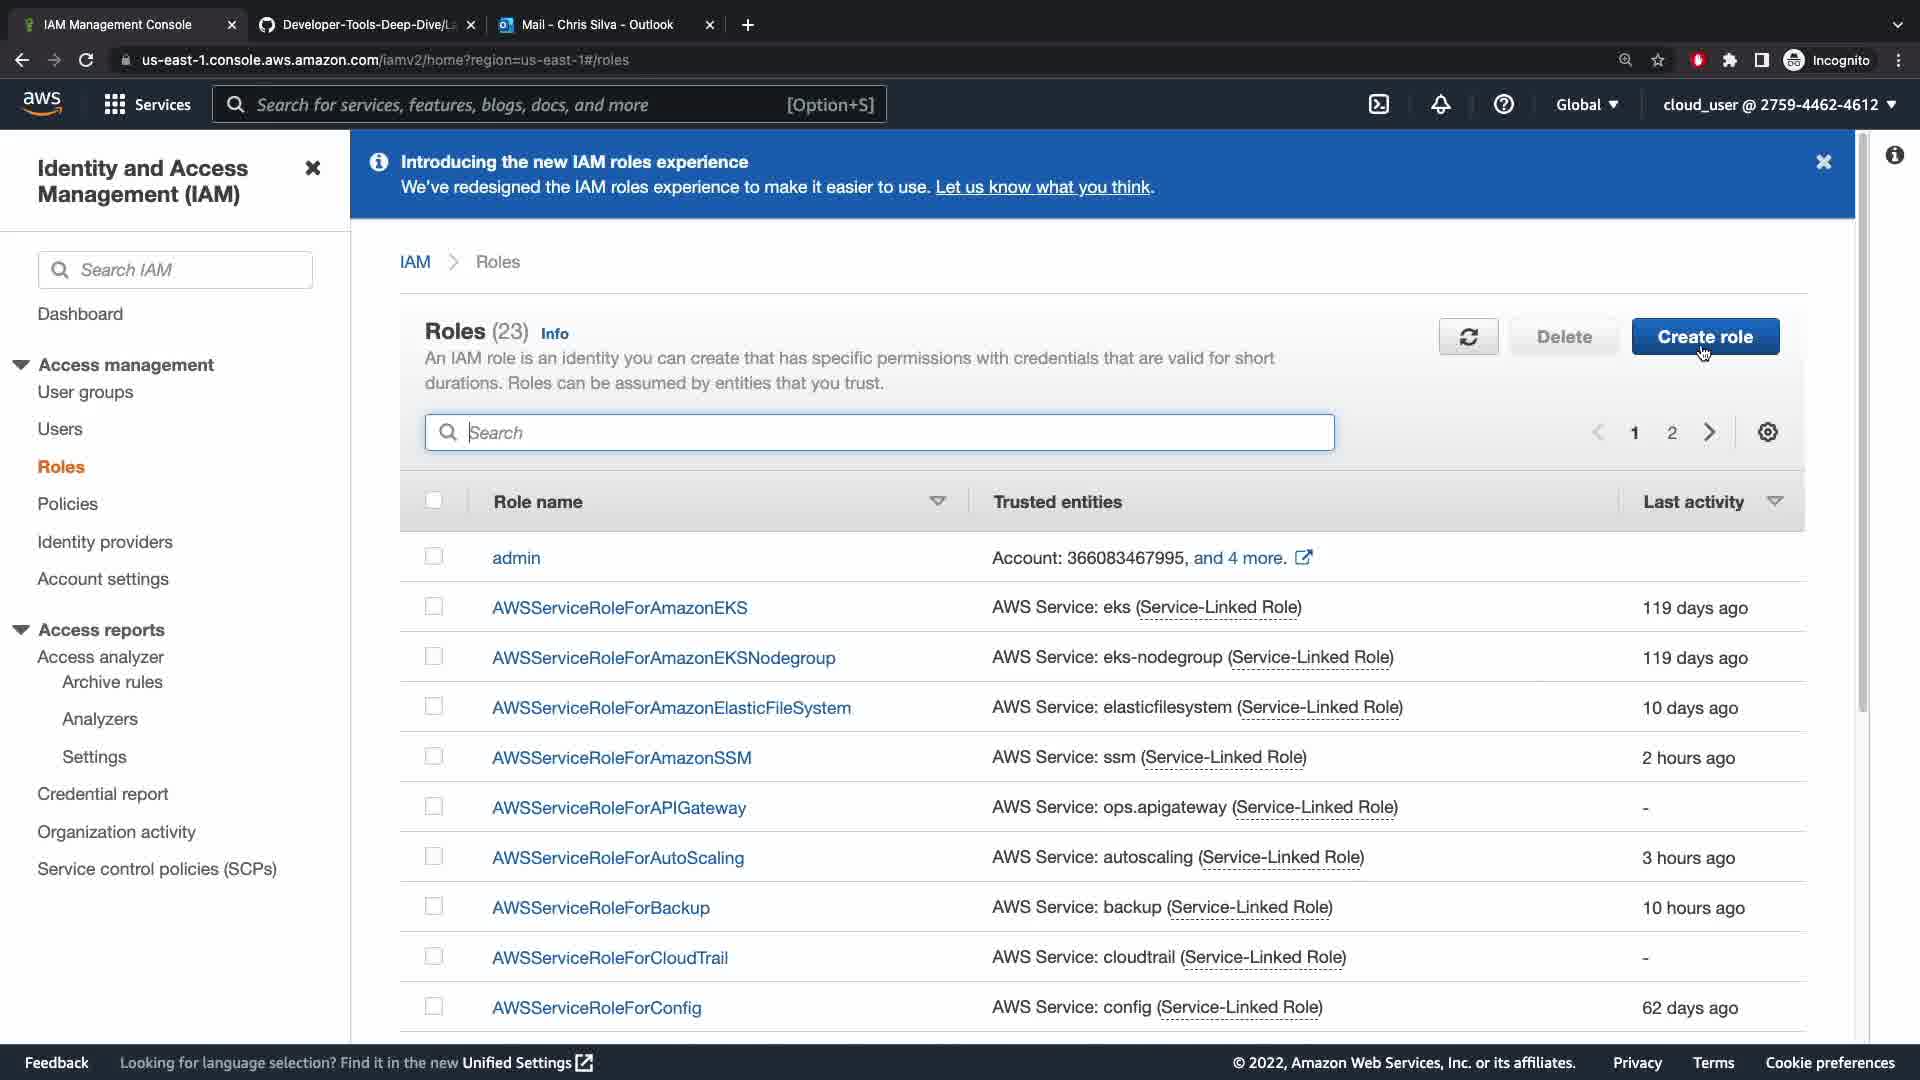 IAM Management Console
Developer-Tools-Deep-Dive/La
Mail - Chris Silva - Outlook
us-east-1.console.aws.amazon.com/iamv2/home?region=us-east-1#/roles
Incognito
aws
Services
Search for services, features, blogs, docs, and more
[Option+S]
Global
cloud_user @ 2759-4462-4612
Identity and Access
Management (IAM)
Search IAM
Dashboard
Access management
User groups
Users
Roles
Policies
Identity providers
Account settings
Access reports
Access analyzer
Archive rules
Analyzers
Settings
Credential report
Organization activity
Service control policies (SCPs)
Introducing the new IAM roles experience
We've redesigned the IAM roles experience to make it easier to use. Let us know what you think.
IAM > Roles
Roles (23) Info
An IAM role is an identity you can create that has specific permissions with credentials that are valid for short
durations. Roles can be assumed by entities that you trust.
Delete
Create role
Search
1 2
Role name Trusted entities Last activity
admin Account: 366083467995, and 4 more.
AWSServiceRoleForAmazonEKS AWS Service: eks (Service-Linked Role) 119 days ago
AWSServiceRoleForAmazonEKSNodegroup AWS Service: eks-nodegroup (Service-Linked Role) 119 days ago
AWSServiceRoleForAmazonElasticFileSystem AWS Service: elasticfilesystem (Service-Linked Role) 10 days ago
AWSServiceRoleForAmazonSSM AWS Service: ssm (Service-Linked Role) 2 hours ago
AWSServiceRoleForAPIGateway AWS Service: ops.apigateway (Service-Linked Role) -
AWSServiceRoleForAutoScaling AWS Service: autoscaling (Service-Linked Role) 3 hours ago
AWSServiceRoleForBackup AWS Service: backup (Service-Linked Role) 10 hours ago
AWSServiceRoleForCloudTrail AWS Service: cloudtrail (Service-Linked Role) -
AWSServiceRoleForConfig AWS Service: config (Service-Linked Role) 62 days ago
Feedback Looking for language selection? Find it in the new Unified Settings © 2022, Amazon Web Services, Inc. or its affiliates. Privacy Terms Cookie preferences